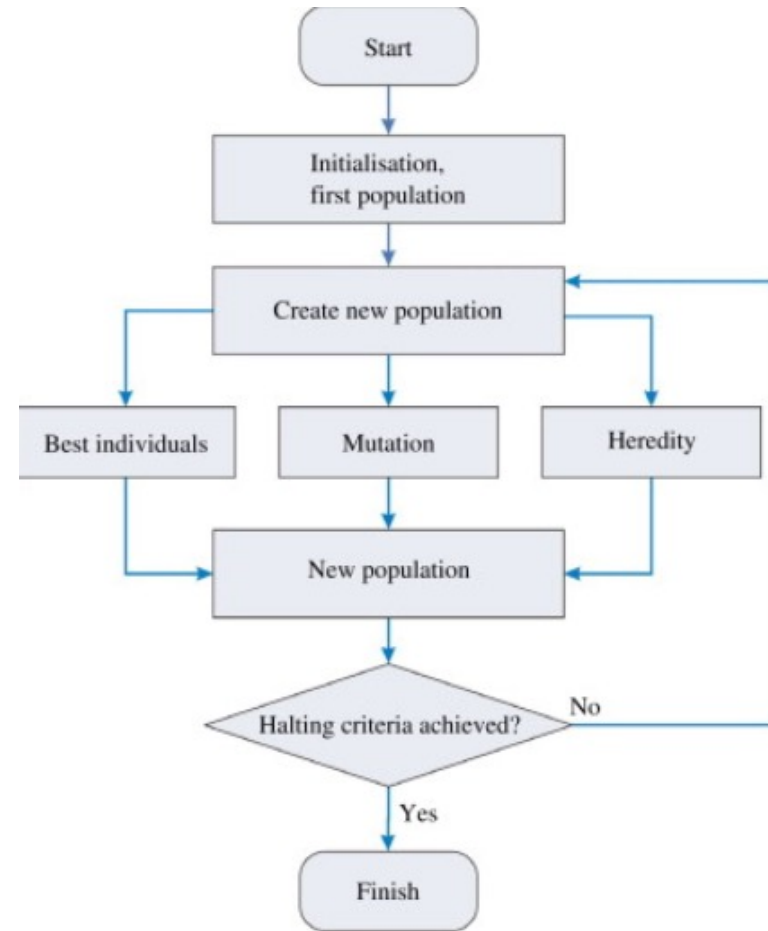 Start
Initialisation,
first population
Create new population
Best individuals
Mutation
Heredity
New population
Halting criteria achieved?
No
Yes
Finish